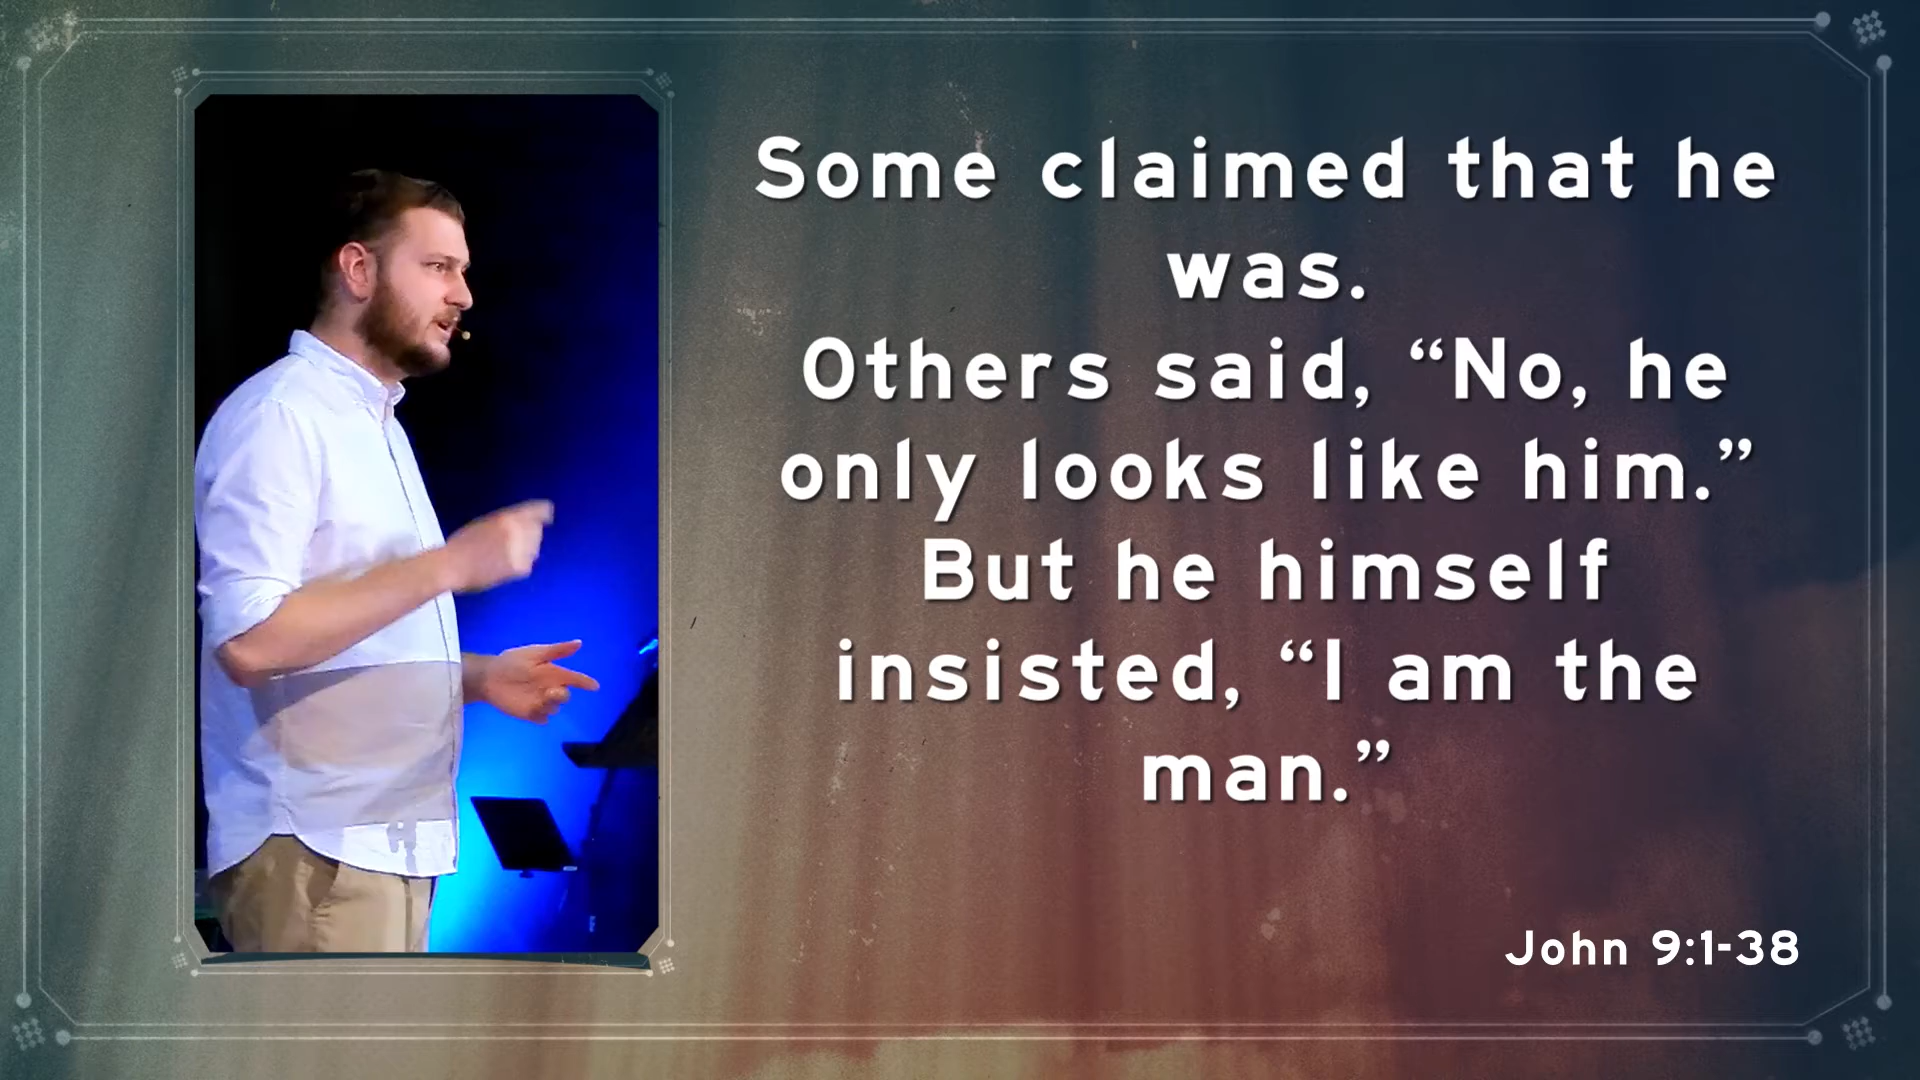 Some claimed that he
was.
Others said, “No, he
only looks like him.”
But he himself
insisted, “I am the
man.”
John 9:1-38